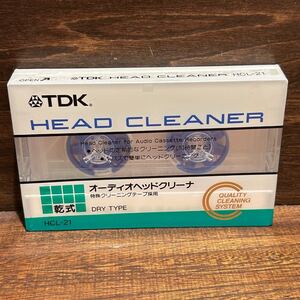 OPEN TDK HEAD CLEANER HCL-21
TDK
HEAD CLEANER
Head Cleaner for Audio Cassette Recorders
オーディオヘッドクリーナ
特殊クリーニングテープ採用
乾式
DRY TYPE
HCL-21
QUALITY
CLEANING
SYSTEM